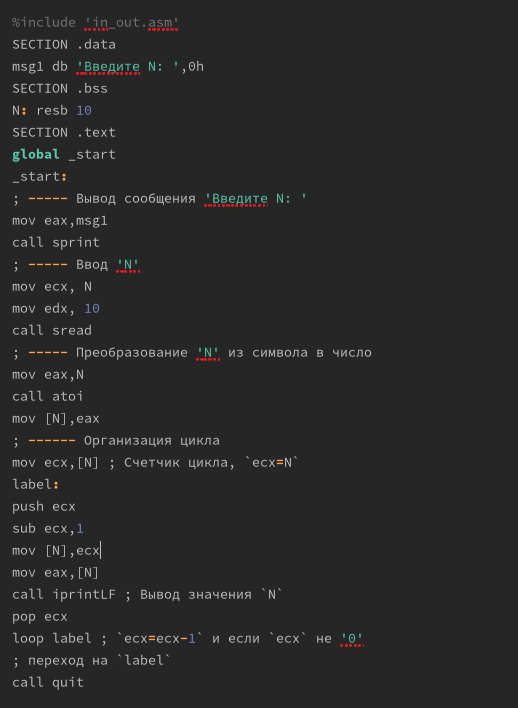 %include 'in_out.asm'
SECTION .data
msg1 db 'Введите N: ',0h
SECTION .bss
N: resb 10
SECTION .text
global _start
_start:
; ----- Вывод сообщения 'Введите N: '
mov eax,msg1
call sprint
; ----- Ввод 'N'
mov ecx, N
mov edx, 10
call sread
; ----- Преобразование 'N' из символа в число
mov eax,N
call atoi
mov [N],eax
; ------ Организация цикла
mov ecx,[N] ; Счетчик цикла, `ecx=N`
label:
push ecx
sub ecx,1
mov [N],ecx
mov eax,[N]
call iprintLF ; Вывод значения `N`
pop ecx
loop label ; `ecx=ecx-1` и если `ecx` не '0'
; переход на `label`
call quit